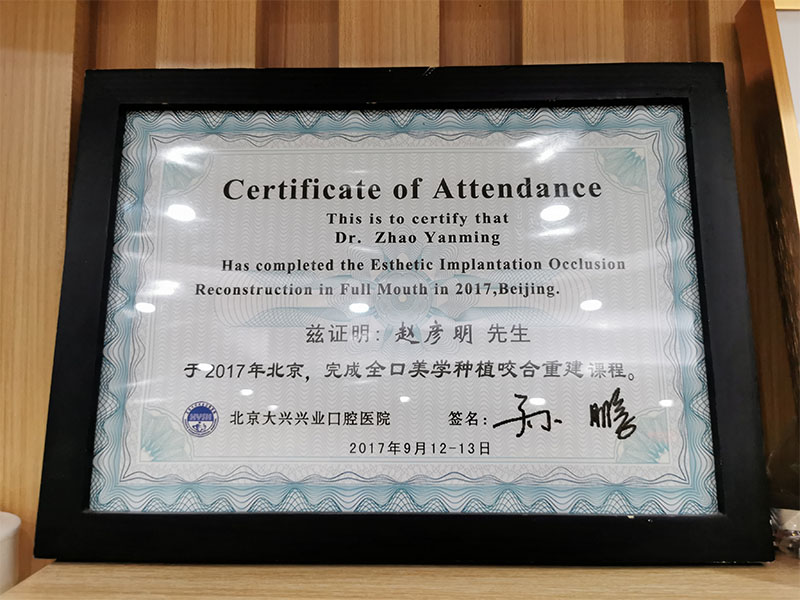 Certificate of Attendance
This is to certify that
Dr. Zhao Yanming
Has completed the Esthetic Implantation Occlusion
Reconstruction in Full Mouth in 2017,Beijing.
兹证明：赵彦明 先生
于2017年北京，完成全口美学种植咬合重建课程。
北京大兴兴业口腔医院 签名：孙鹏
2017年9月12-13日